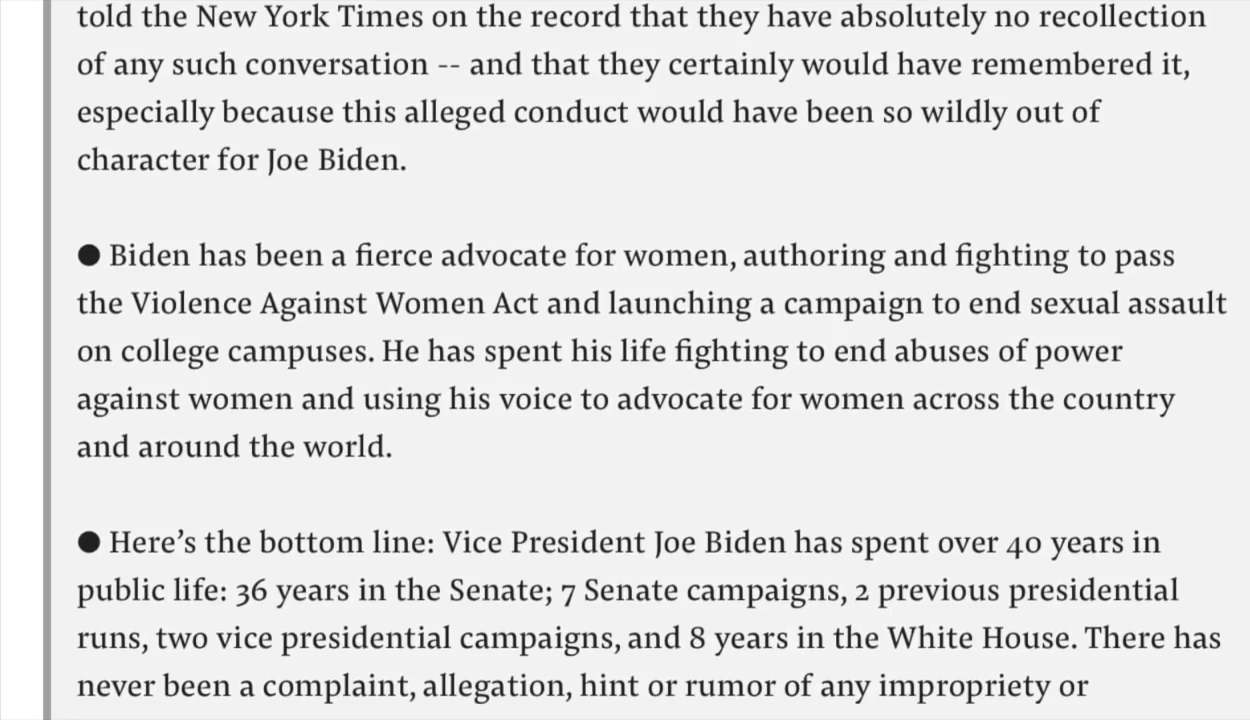 told the New York Times on the record that they have absolutely no recollection
of any such conversation -- and that they certainly would have remembered it,
especially because this alleged conduct would have been so wildly out of
character for Joe Biden.
● Biden has been a fierce advocate for women, authoring and fighting to pass
the Violence Against Women Act and launching a campaign to end sexual assault
on college campuses. He has spent his life fighting to end abuses of power
against women and using his voice to advocate for women across the country
and around the world.
● Here’s the bottom line: Vice President Joe Biden has spent over 40 years in
public life: 36 years in the Senate; 7 Senate campaigns, 2 previous presidential
runs, two vice presidential campaigns, and 8 years in the White House. There has
never been a complaint, allegation, hint or rumor of any impropriety or